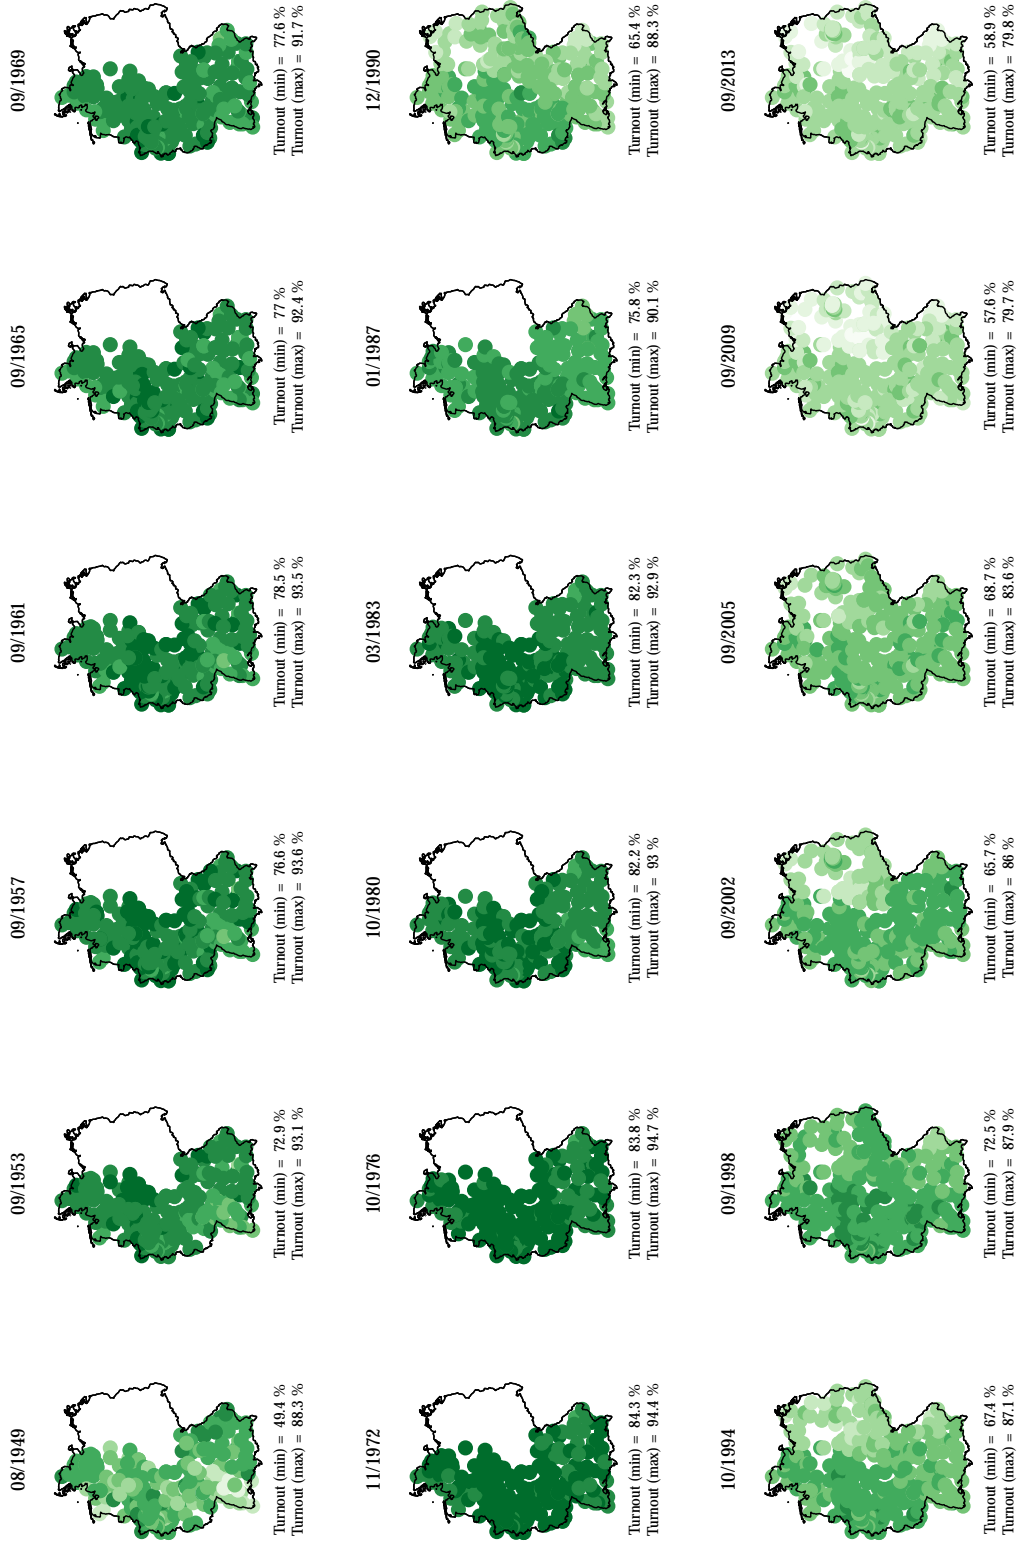 08/1949
Turnout (min) = 49.4 %
Turnout (max) = 88.3 %
09/1953
Turnout (min) = 72.9 %
Turnout (max) = 93.1 %
09/1957
Turnout (min) = 76.6 %
Turnout (max) = 93.6 %
09/1961
Turnout (min) = 78.5 %
Turnout (max) = 93.5 %
09/1965
Turnout (min) = 77 %
Turnout (max) = 92.4 %
09/1969
Turnout (min) = 77.6 %
Turnout (max) = 91.7 %
11/1972
Turnout (min) = 84.3 %
Turnout (max) = 94.4 %
10/1976
Turnout (min) = 83.8 %
Turnout (max) = 94.7 %
10/1980
Turnout (min) = 82.2 %
Turnout (max) = 93 %
03/1983
Turnout (min) = 82.3 %
Turnout (max) = 92.9 %
01/1987
Turnout (min) = 75.8 %
Turnout (max) = 90.1 %
12/1990
Turnout (min) = 65.4 %
Turnout (max) = 88.3 %
10/1994
Turnout (min) = 67.4 %
Turnout (max) = 87.1 %
09/1998
Turnout (min) = 72.5 %
Turnout (max) = 87.9 %
09/2002
Turnout (min) = 65.7 %
Turnout (max) = 86 %
09/2005
Turnout (min) = 68.7 %
Turnout (max) = 83.6 %
09/2009
Turnout (min) = 57.6 %
Turnout (max) = 79.7 %
09/2013
Turnout (min) = 58.9 %
Turnout (max) = 79.8 %